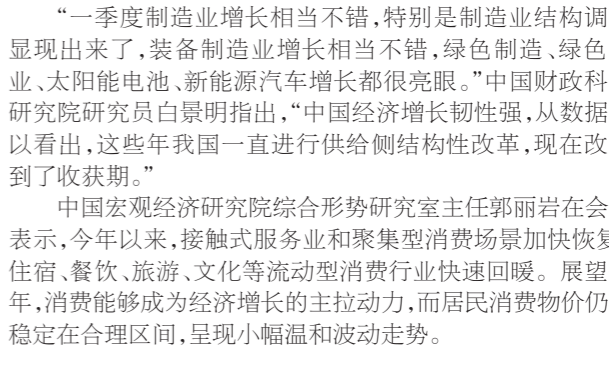 “一季度制造业增长相当不错,特别是制造业结构调
显现出来了,装备制造业增长相当不错,绿色制造、绿色
业、太阳能电池、新能源汽车增长都很亮眼。”中国财政科
研究院研究员白景明指出,“中国经济增长韧性强,从数据
以看出,这些年我国一直进行供给侧结构性改革,现在改
到了收获期。”
中国宏观经济研究院综合形势研究室主任郭丽岩在会
表示,今年以来,接触式服务业和聚集型消费场景加快恢复
住宿、餐饮、旅游、文化等流动型消费行业快速回暖。展望
年,消费能够成为经济增长的主拉动力,而居民消费物价仍
稳定在合理区间,呈现小幅温和波动走势。